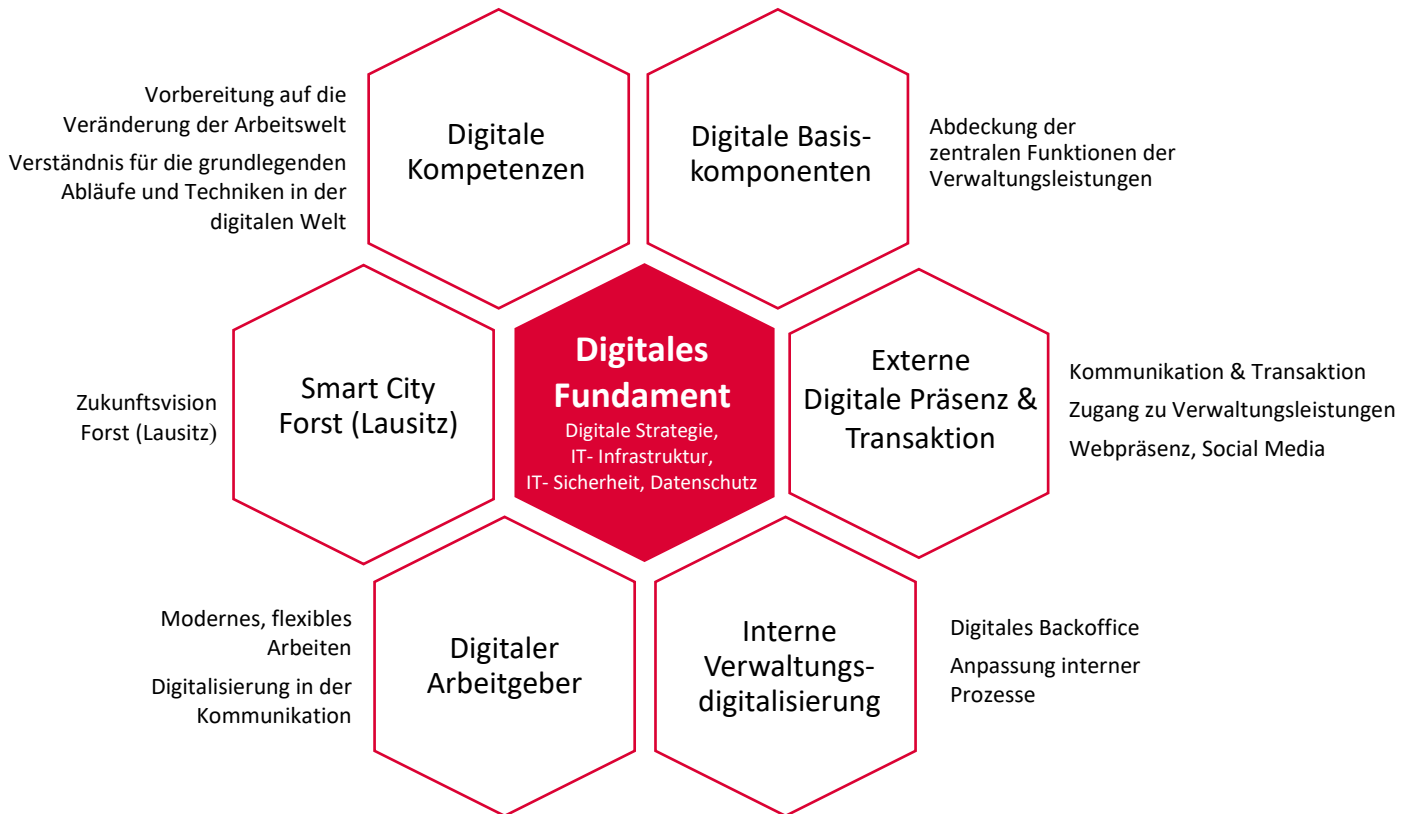 Vorbereitung auf die
Veränderung der Arbeitswelt
Verständnis für die grundlegenden
Abläufe und Techniken in der
digitalen Welt
Digitale
Kompetenzen
Digitale Basis-
komponenten
Abdeckung der
zentralen Funktionen der
Verwaltungsleistungen
Zukunftsvision
Forst (Lausitz)
Smart City
Forst (Lausitz)
Digitales
Fundament
Digitale Strategie,
IT- Infrastruktur,
IT- Sicherheit, Datenschutz
Externe
Digitale Präsenz &
Transaktion
Kommunikation & Transaktion
Zugang zu Verwaltungsleistungen
Webpräsenz, Social Media
Modernes, flexibles
Arbeiten
Digitalisierung in der
Kommunikation
Digitaler
Arbeitgeber
Interne
Verwaltungs-
digitalisierung
Digitales Backoffice
Anpassung interner
Prozesse